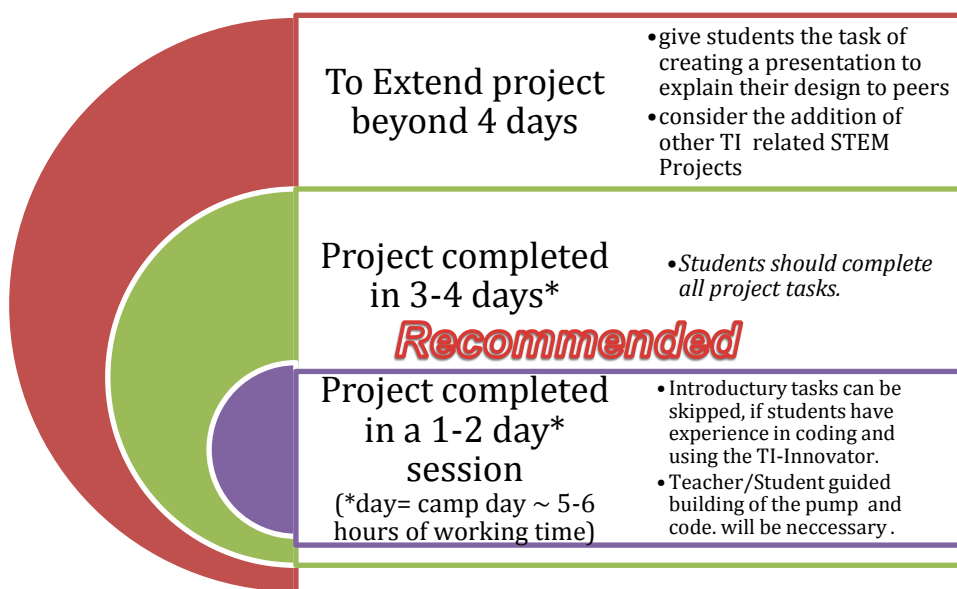 To Extend project
beyond 4 days
•give students the task of
creating a presentation to
explain their design to peers
•consider the addition of
other TI related STEM
Projects
Project completed
in 3-4 days*
•Students should complete
all project tasks.
Recommended
Project completed
in a 1-2 day*
session
(*day= camp day ~ 5-6
hours of working time)
•Introductury tasks can be
skipped, if students have
experience in coding and
using the TI-Innovator.
•Teacher/Student guided
building of the pump and
code. will be neccessary .